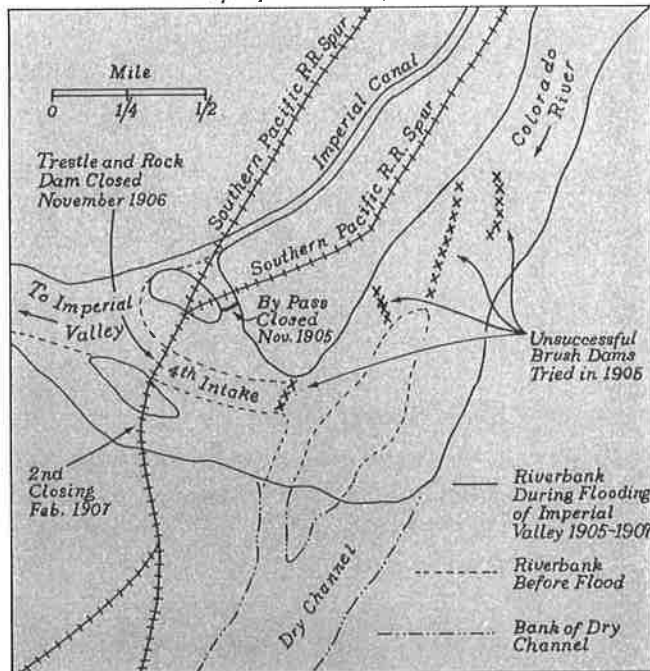 Mile
0 1/4 1/2
Trestle and Rock
Dam Closed
November 1906
Southern Pacific R.R. Spur
Imperial Canal
Southern Pacific R.R. Spur
Colorado
River
To Imperial
Valley
By Pass
Closed
Nov. 1905
4th Intake
Unsuccessful
Brush Dams
Tried in 1905
2nd
Closing
Feb. 1907
Dry Channel
Riverbank
During Flooding
of Imperial
Valley 1905-1907
Riverbank
Before Flood
Bank of Dry
Channel